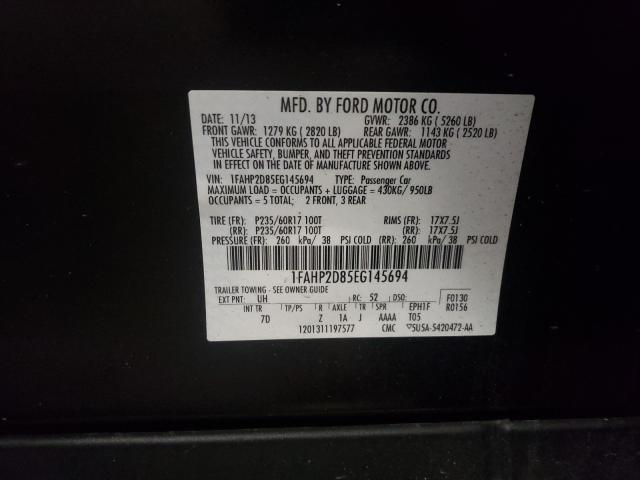 MFD. BY FORD MOTOR CO.
DATE: 11/13 GVWR: 2386 KG ( 5260 LB)
FRONT GAWR: 1279 KG ( 2820 LB) REAR GAWR: 1143 KG ( 2520 LB)
THIS VEHICLE CONFORMS TO ALL APPLICABLE FEDERAL MOTOR
VEHICLE SAFETY, BUMPER, AND THEFT PREVENTION STANDARDS
IN EFFECT ON THE DATE OF MANUFACTURE SHOWN ABOVE.
VIN: 1FAHP2D85EG145694 TYPE: Passenger Car
MAXIMUM LOAD = OCCUPANTS + LUGGAGE = 430KG/ 950LB
OCCUPANTS = 5 TOTAL; 2 FRONT, 3 REAR
TIRE (FR): P235/60R17 100T RIMS (FR): 17X7.5J
(RR): P235/60R17 100T (RR): 17X7.5J
PRESSURE (FR): 260 kPa/ 38 PSI COLD (RR): 260 kPa/ 38 PSI COLD
1FAHP2D85EG145694
TRAILER TOWING - SEE OWNER GUIDE
EXT PNT: UH RC: 52 DSO: F0130
INT TR TP/PS R AXLE TR SPR EPH1F R0156
7D Z 1A J AAAA T05
1201311197577 CMC ▽5USA-5420472-AA